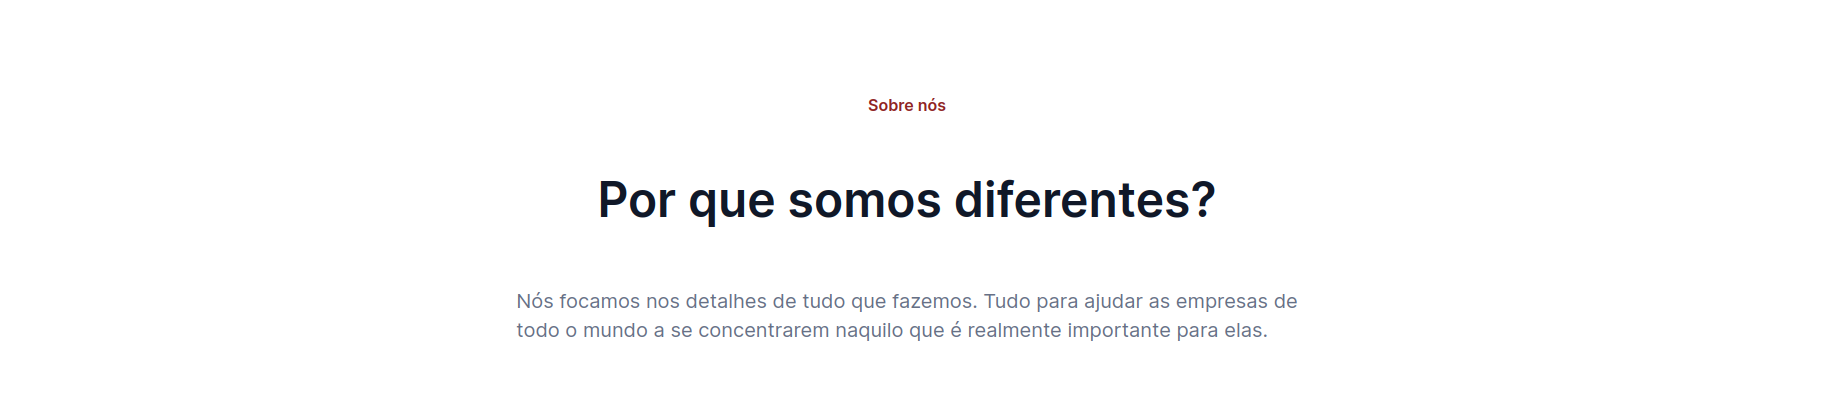 Sobre nós
Por que somos diferentes?
Nós focamos nos detalhes de tudo que fazemos. Tudo para ajudar as empresas de
todo o mundo a se concentrarem naquilo que é realmente importante para elas.